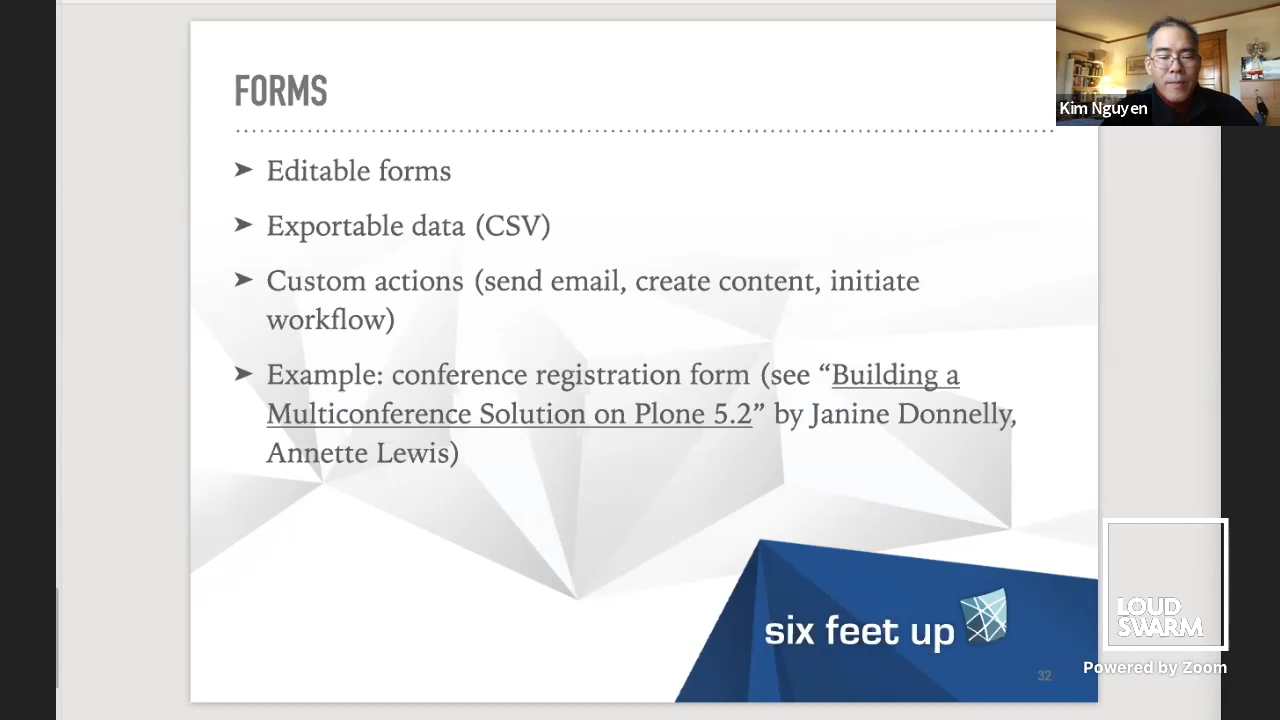 FORMS
Kim Nguyen
➤ Editable forms
➤ Exportable data (CSV)
➤ Custom actions (send email, create content, initiate
workflow)
➤ Example: conference registration form (see “Building a
Multiconference Solution on Plone 5.2” by Janine Donnelly,
Annette Lewis)
six feet up
32
LOUD
SWARM
Powered by Zoom